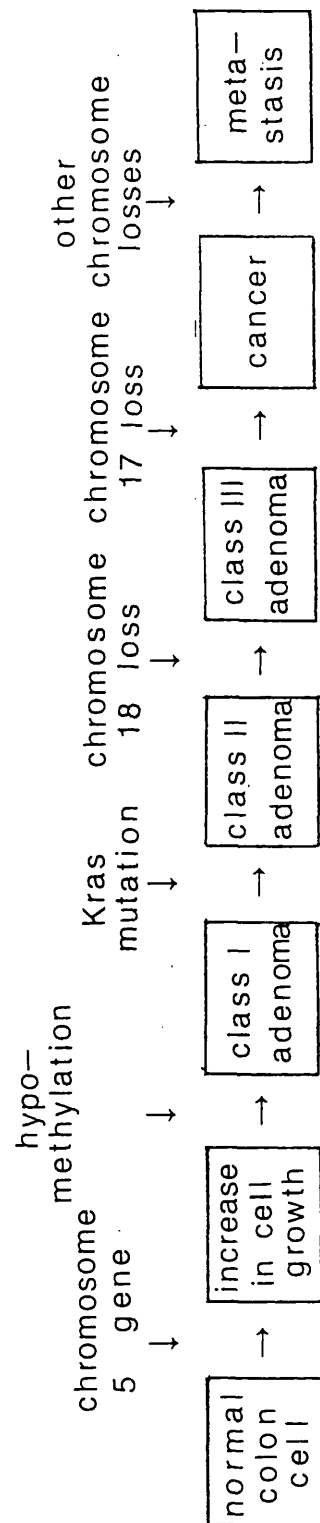 chromosome
5 gene
hypo–
methylation
Kras
mutation
chromosome
18 loss
chromosome
17 loss
other
chromosome
losses
normal
colon
cell
increase
in cell
growth
class I
adenoma
class II
adenoma
class III
adenoma
cancer
meta–
stasis